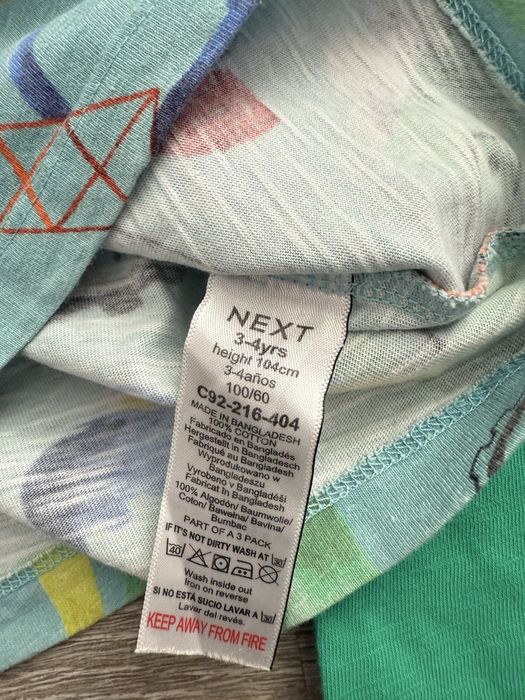 NEXT
3-4yrs
height 104cm
3-4años
100/60
C92-216-404
MADE IN BANGLADESH
100% COTTON
Fabricado en Bangladés
Hergestellt in Bangladesch
Fabriqué au Bangladesh
Wyprodukowano w
Bangladeszu
Vyrobeno v Bangladéši
Fabricat în Bangladesh
100% Algodón/ Baumwolle/
Coton/ Bawełna/ Bavlna/
Bumbac
PART OF A 3 PACK
IF IT'S NOT DIRTY WASH AT 30
40
Wash inside out
Iron on reverse
SI NO ESTÁ SUCIO LAVAR A 30
Lavar del revés.
KEEP AWAY FROM FIRE